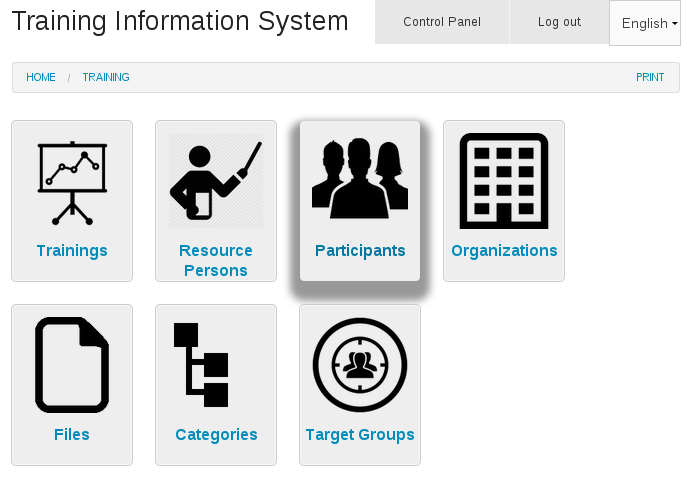 Training Information System
Control Panel
Log out
English
HOME / TRAINING
PRINT
Trainings
Resource
Persons
Participants
Organizations
Files
Categories
Target Groups